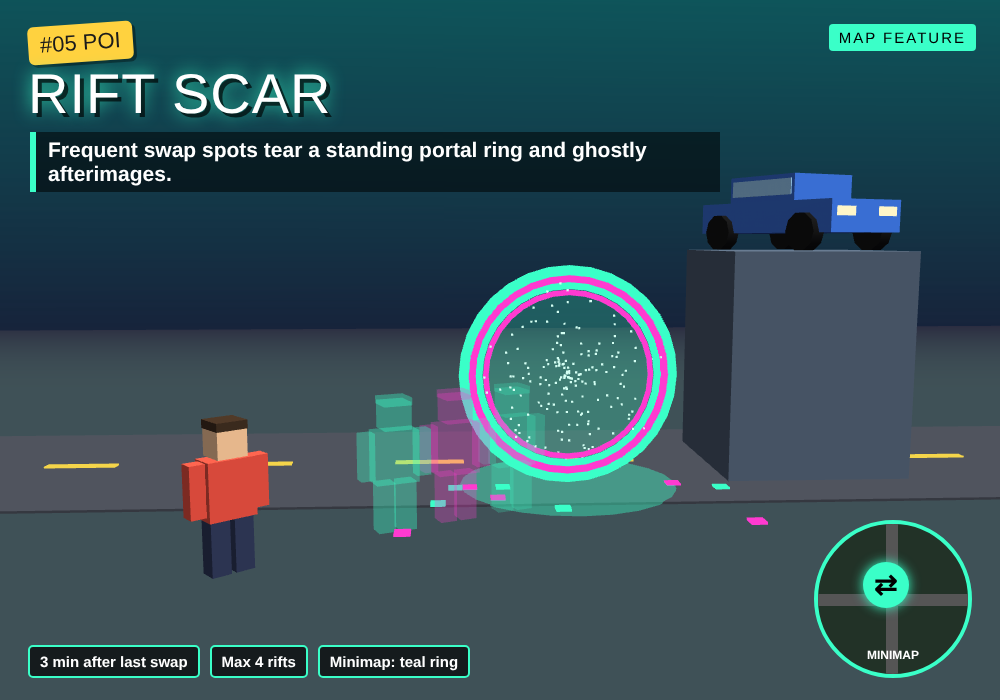 #05 POI
MAP FEATURE
RIFT SCAR
Frequent swap spots tear a standing portal ring and ghostly
afterimages.
⇄
MINIMAP
3 min after last swap
Max 4 rifts
Minimap: teal ring